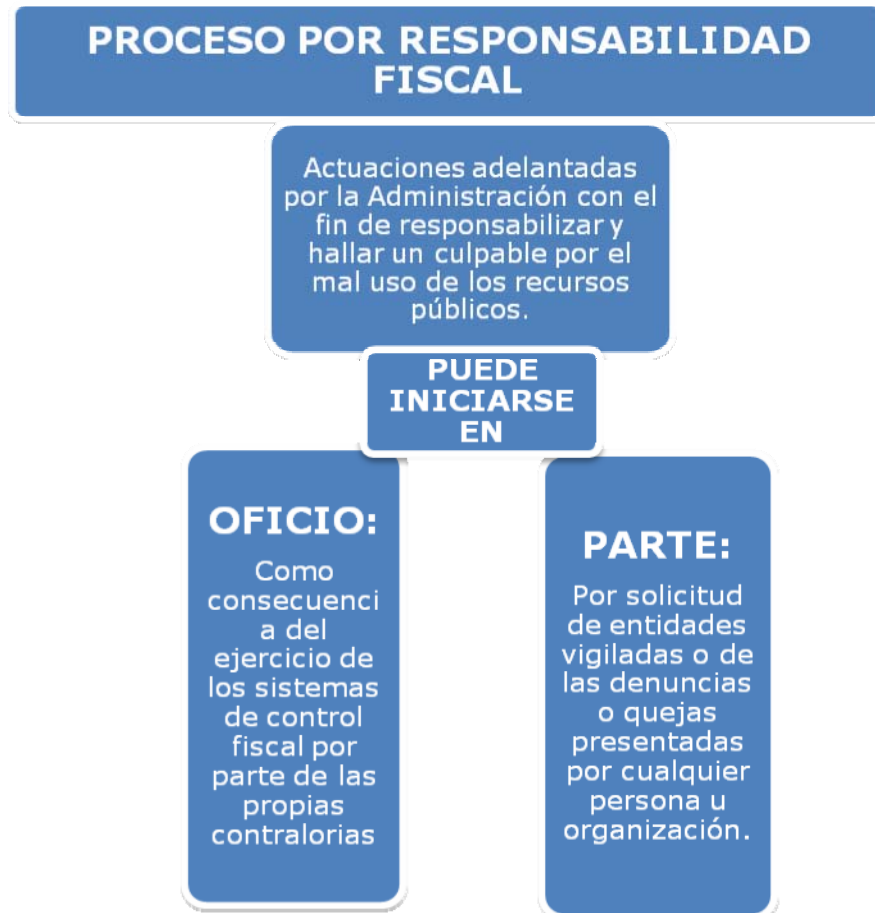 PROCESO POR RESPONSABILIDAD
FISCAL
Actuaciones adelantadas
por la Administración con el
fin de responsabilizar y
hallar un culpable por el
mal uso de los recursos
públicos.
PUEDE
INICIARSE
EN
OFICIO:
Como
consecuenci
a del
ejercicio de
los sistemas
de control
fiscal por
parte de las
propias
contralorias
PARTE:
Por solicitud
de entidades
vigiladas o de
las denuncias
o quejas
presentadas
por cualquier
persona u
organización.